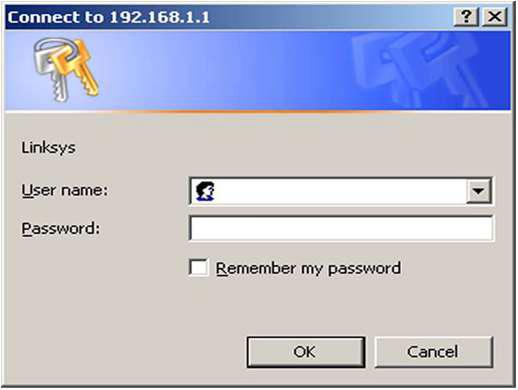 Connect to 192.168.1.1
Linksys
User name:
Password:
Remember my password
OK Cancel